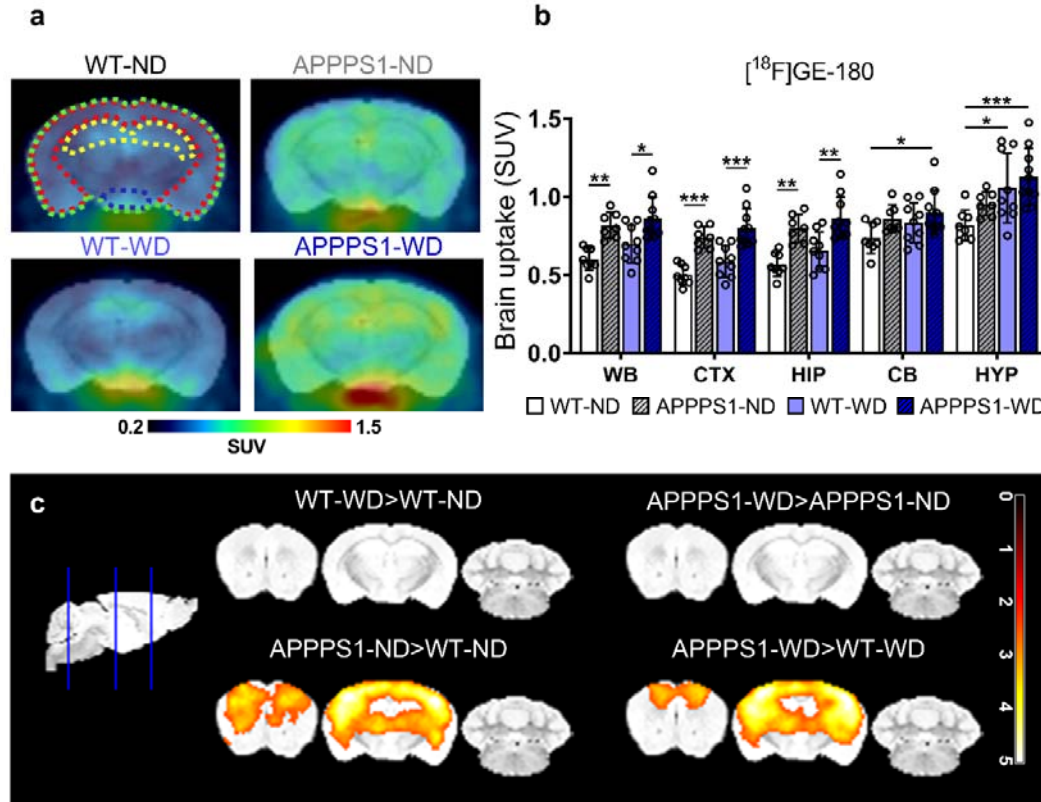 a
WT-ND
APPPS1-ND
WT-WD
APPPS1-WD
0.2
1.5
SUV
b
[¹⁸F]GE-180
Brain uptake (SUV)
1.5
1.0
0.5
0.0
**
*
***
***
**
**
*
*
***
WB
CTX
HIP
CB
HYP
WT-ND APPPS1-ND WT-WD APPPS1-WD
c
WT-WD>WT-ND
APPPS1-WD>APPPS1-ND
APPPS1-ND>WT-ND
APPPS1-WD>WT-WD
0
1
2
3
4
5